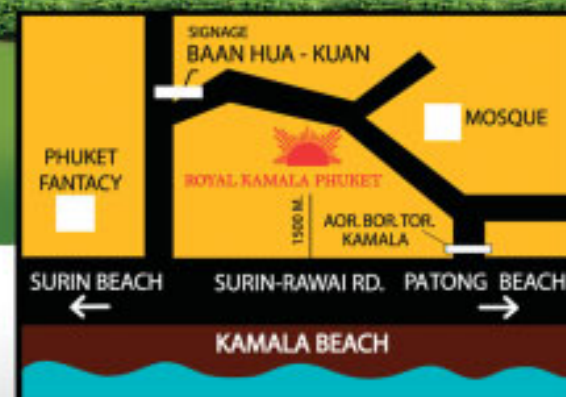 SIGNAGE
BAAN HUA - KUAN
MOSQUE
PHUKET
FANTACY
ROYAL KAMALA PHUKET
1500 M.
AOR. BOR. TOR.
KAMALA
SURIN BEACH
SURIN-RAWAI RD.
PATONG BEACH
KAMALA BEACH